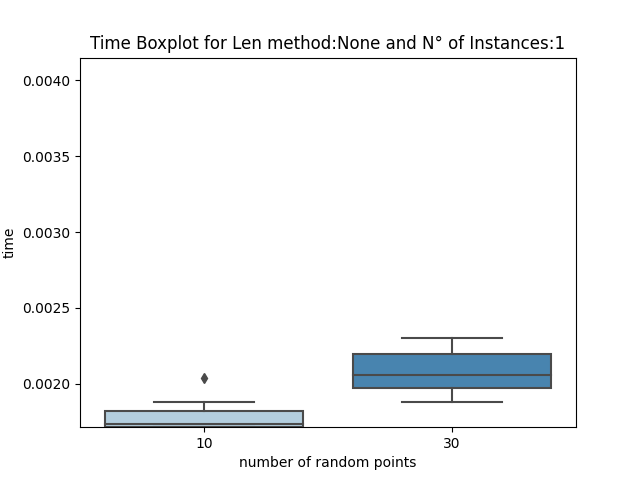 Time Boxplot for Len method:None and N° of Instances:1
0.0040
0.0035
0.0030
0.0025
0.0020
time
10 30
number of random points